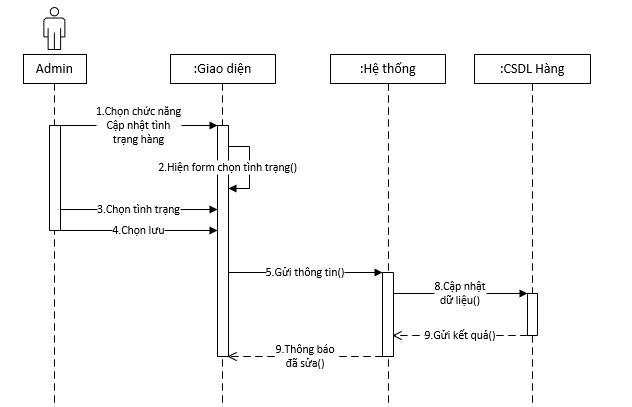 Admin
:Giao diện
:Hệ thống
:CSDL Hàng
1.Chọn chức năng
Cập nhật tình
trạng hàng
2.Hiện form chọn tình trạng()
3.Chọn tình trạng
4.Chọn lưu
5.Gửi thông tin()
8.Cập nhật
dữ liệu()
9.Gửi kết quả()
9.Thông báo
đã sửa()